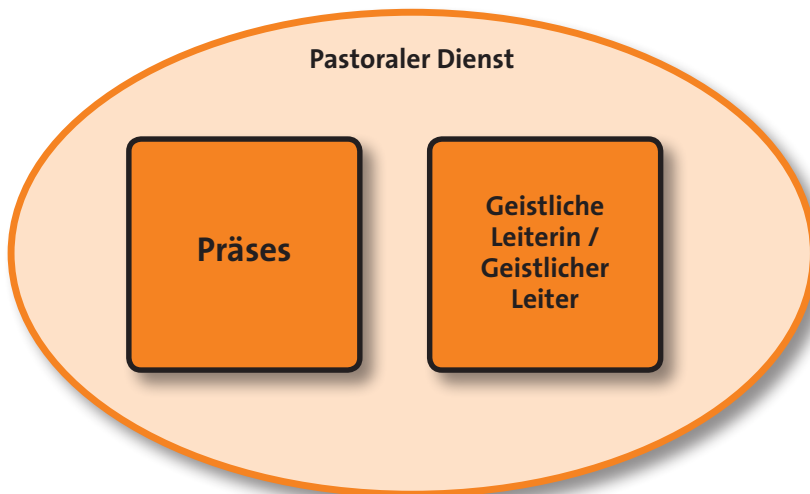 Pastoraler Dienst
Präses
Geistliche
Leiterin /
Geistlicher
Leiter